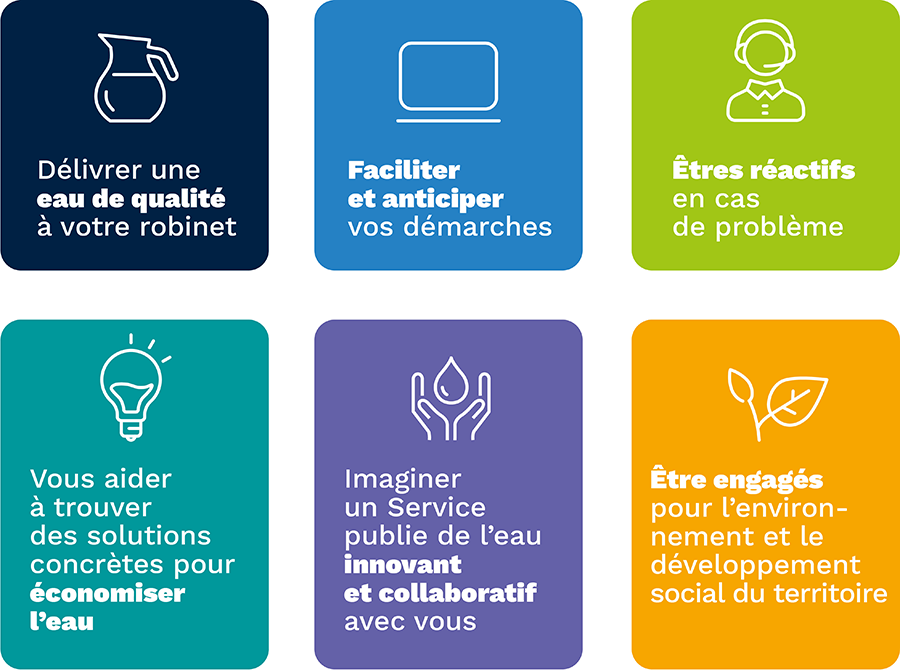 Délivrer une
eau de qualité
à votre robinet
Faciliter
et anticiper
vos démarches
Êtres réactifs
en cas
de problème
Vous aider
à trouver
des solutions
concrètes pour
économiser
l’eau
Imaginer
un Service
publie de l’eau
innovant
et collaboratif
avec vous
Être engagés
pour l’environ-
nement et le
développement
social du territoire